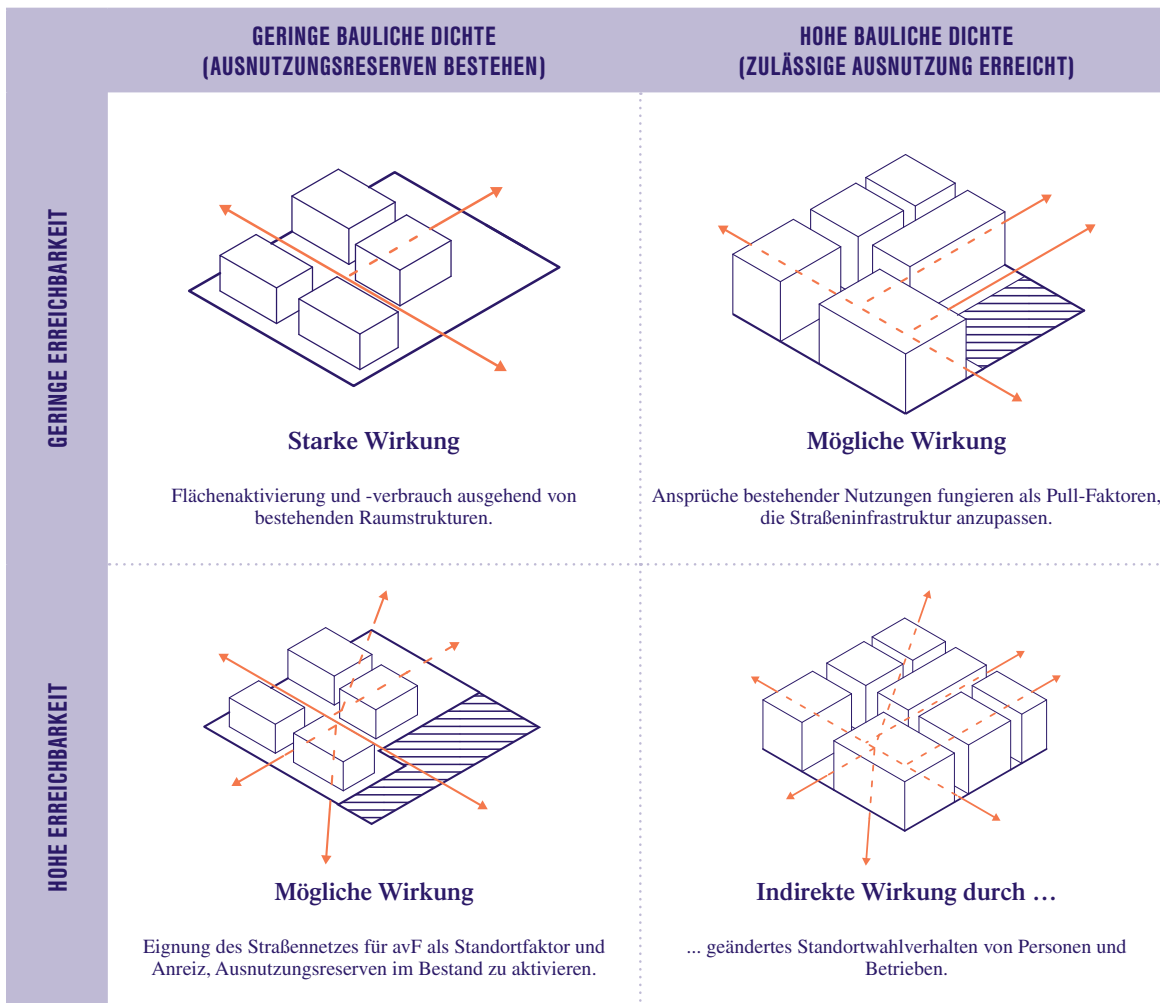 GERINGE BAULICHE DICHTE
(AUSNUTZUNGSRESERVEN BESTEHEN)
HOHE BAULICHE DICHTE
(ZULÄSSIGE AUSNUTZUNG ERREICHT)
GERINGE ERREICHBARKEIT
Starke Wirkung
Flächenaktivierung und -verbrauch ausgehend von
bestehenden Raumstrukturen.
Mögliche Wirkung
Ansprüche bestehender Nutzungen fungieren als Pull-Faktoren,
die Straßeninfrastruktur anzupassen.
HOHE ERREICHBARKEIT
Mögliche Wirkung
Eignung des Straßennetzes für avF als Standortfaktor und
Anreiz, Ausnutzungsreserven im Bestand zu aktivieren.
Indirekte Wirkung durch …
... geändertes Standortwahlverhalten von Personen und
Betrieben.